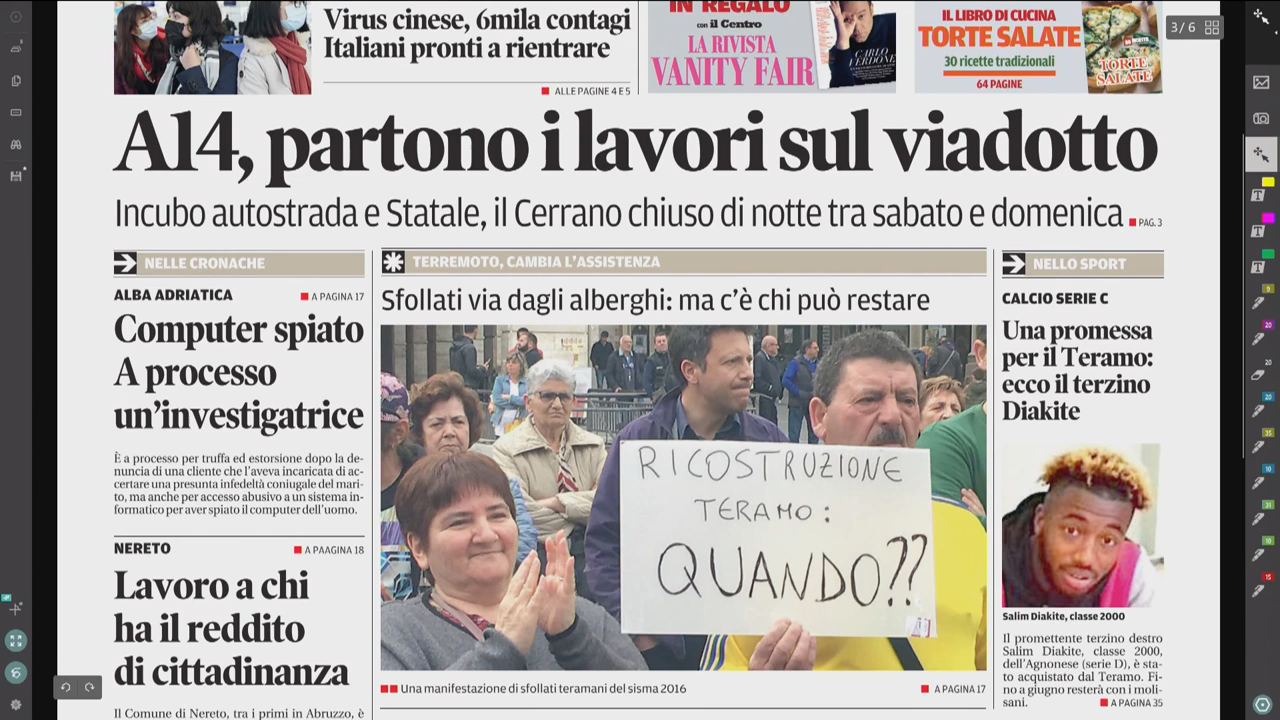 Virus cinese, 6mila contagi
Italiani pronti a rientrare
ALLE PAGINE 4 E 5
IN REGALO
con il Centro
LA RIVISTA
VANITY FAIR
CARLO
VERDONE
IL LIBRO DI CUCINA
TORTE SALATE
30 ricette tradizionali
64 PAGINE
TORTE
SALATE
3/6
A14, partono i lavori sul viadotto
Incubo autostrada e Statale, il Cerrano chiuso di notte tra sabato e domenica
PAG. 3
NELLE CRONACHE
ALBA ADRIATICA
A PAGINA 17
Computer spiato
A processo
un'investigatrice
È a processo per truffa ed estorsione dopo la de-
nuncia di una cliente che l'aveva incaricata di ac-
certare una presunta infedeltà coniugale del mari-
to, ma anche per accesso abusivo a un sistema in-
formatico per aver spiato il computer dell'uomo.
NERETO
A PAAGINA 18
Lavoro a chi
ha il reddito
di cittadinanza
Il Comune di Nereto, tra i primi in Abruzzo, è
TERREMOTO, CAMBIA L'ASSISTENZA
Sfollati via dagli alberghi: ma c'è chi può restare
RICOSTRUZIONE
TERAMO:
QUANDO??
Una manifestazione di sfollati teramani del sisma 2016
A PAGINA 17
NELLO SPORT
CALCIO SERIE C
Una promessa
per il Teramo:
ecco il terzino
Diakite
Salim Diakite, classe 2000
Il promettente terzino destro
Salim Diakite, classe 2000,
dell'Agnonese (serie D), è sta-
to acquistato dal Teramo. Fi-
no a giugno resterà con i moli-
sani.
A PAGINA 35